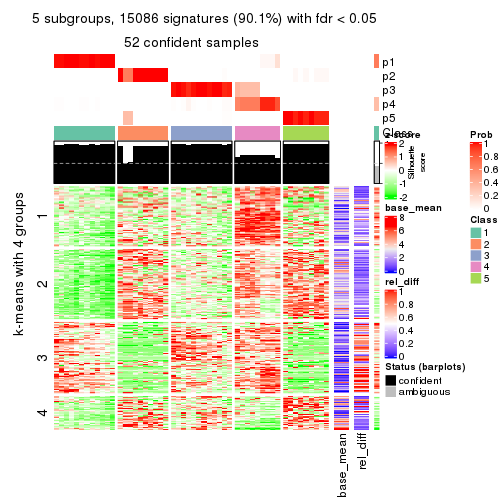 5 subgroups, 15086 signatures (90.1%) with fdr < 0.05
52 confident samples
p1
p2
p3
p4
p5
Class
Silhouette
score
k-means with 4 groups
1
2
3
4
base_mean
rel_diff
z-score
2
1
0
-1
-2
base_mean
8
6
4
2
0
rel_diff
1
0.8
0.6
0.4
0.2
0
Status (barplots)
confident
ambiguous
Prob
1
0.8
0.6
0.4
0.2
0
Class
1
2
3
4
5